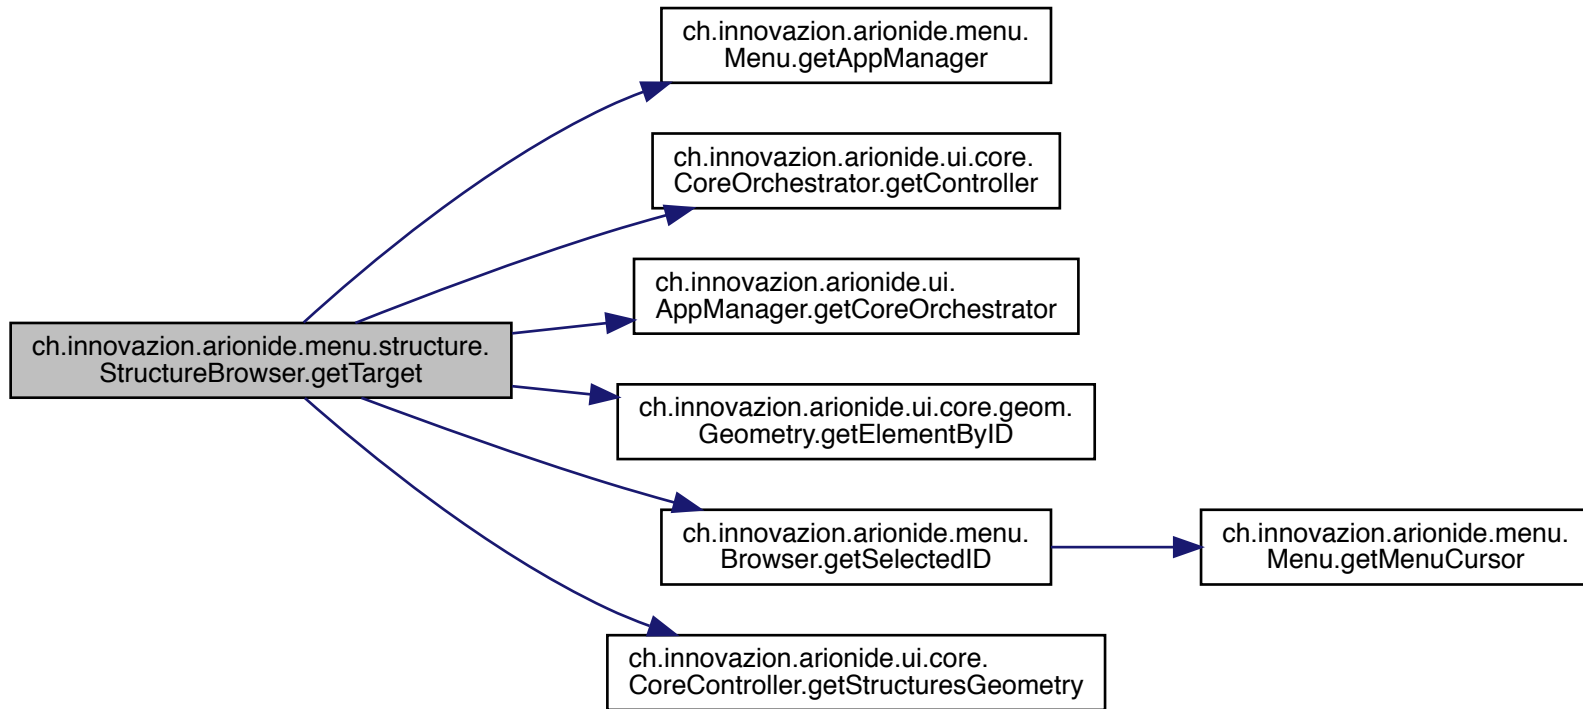 ch.innovazion.arionide.menu.
Menu.getAppManager
ch.innovazion.arionide.ui.core.
CoreOrchestrator.getController
ch.innovazion.arionide.ui.
AppManager.getCoreOrchestrator
ch.innovazion.arionide.menu.structure.
StructureBrowser.getTarget
ch.innovazion.arionide.ui.core.geom.
Geometry.getElementByID
ch.innovazion.arionide.menu.
Browser.getSelectedID
ch.innovazion.arionide.menu.
Menu.getMenuCursor
ch.innovazion.arionide.ui.core.
CoreController.getStructuresGeometry